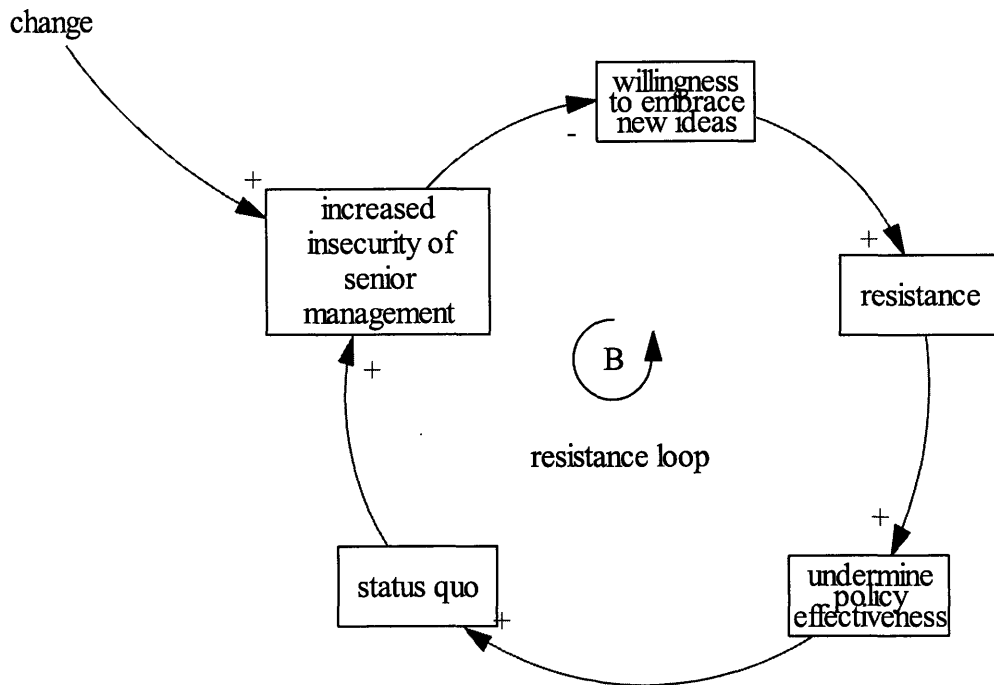 change
willingness
to embrace
new ideas
-
+
increased
insecurity of
senior
management
+
resistance
B
+
resistance loop
+
status quo
+
undermine
policy
effectiveness